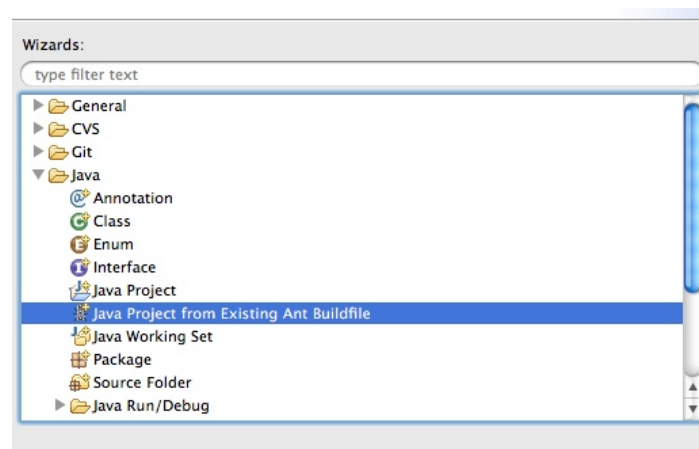 Wizards:
type filter text
General
CVS
Git
Java
Annotation
Class
Enum
Interface
Java Project
Java Project from Existing Ant Buildfile
Java Working Set
Package
Source Folder
Java Run/Debug